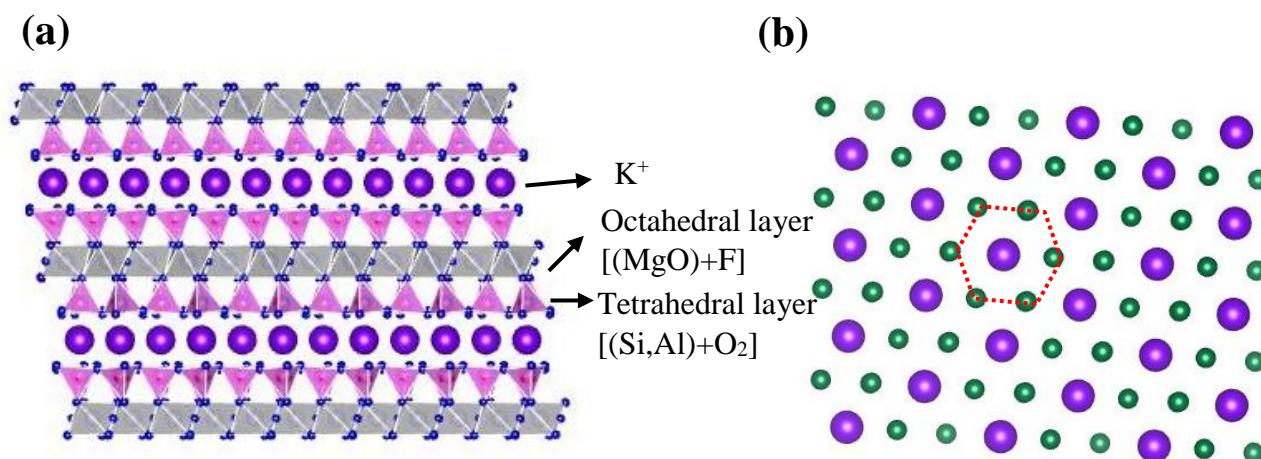 (a)
(b)
K⁺
Octahedral layer
[(MgO)+F]
Tetrahedral layer
[(Si,Al)+O₂]